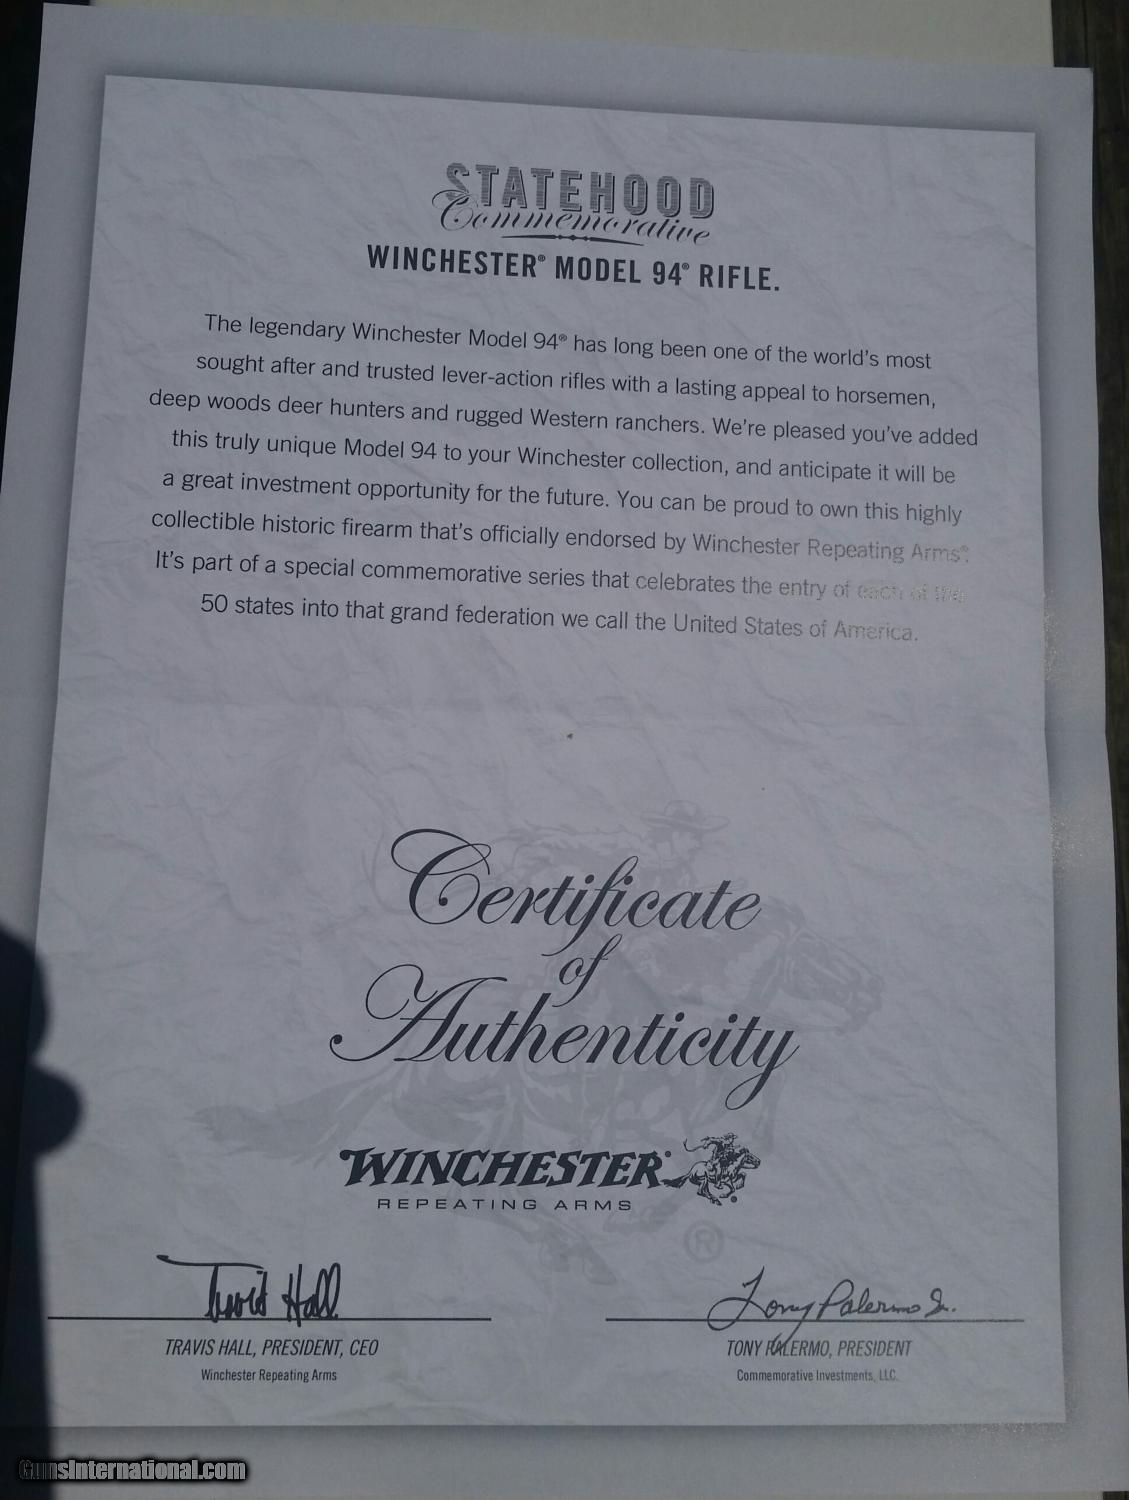 STATEHOOD
Commemorative
WINCHESTER® MODEL 94® RIFLE.
The legendary Winchester Model 94® has long been one of the world's most
sought after and trusted lever-action rifles with a lasting appeal to horsemen,
deep woods deer hunters and rugged Western ranchers. We're pleased you've added
this truly unique Model 94 to your Winchester collection, and anticipate it will be
a great investment opportunity for the future. You can be proud to own this highly
collectible historic firearm that's officially endorsed by Winchester Repeating Arms®.
It's part of a special commemorative series that celebrates the entry of each of the
50 states into that grand federation we call the United States of America.
Certificate
of
Authenticity
WINCHESTER®
REPEATING ARMS
®
Travis Hall
TRAVIS HALL, PRESIDENT, CEO
Winchester Repeating Arms
Tony Palermo Sr.
TONY PALERMO, PRESIDENT
Commemorative Investments, LLC.
GunsInternational.com